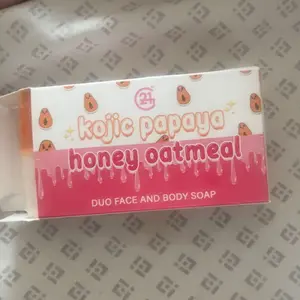 21
kojic papaya
honey oatmeal
DUO FACE AND BODY SOAP